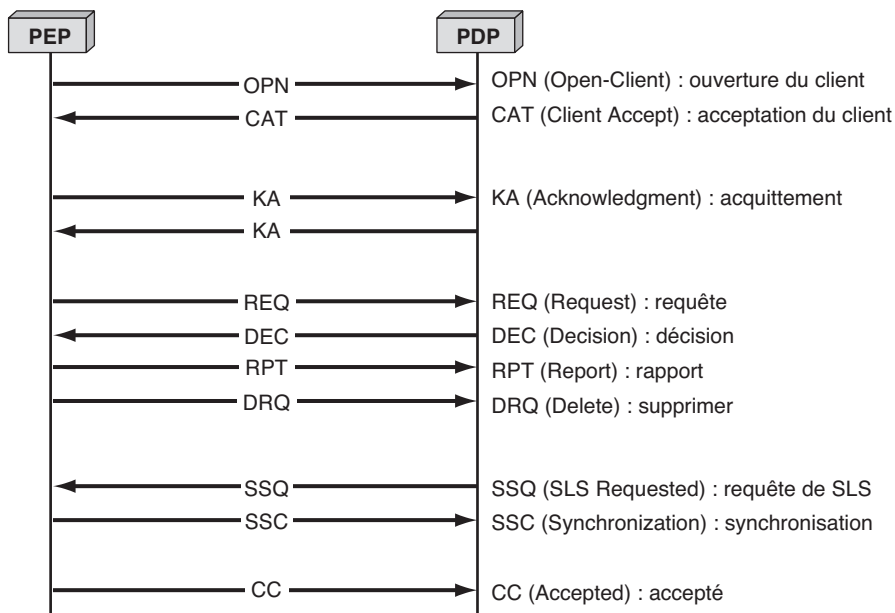 PEP PDP
OPN OPN (Open-Client) : ouverture du client
CAT CAT (Client Accept) : acceptation du client
KA KA (Acknowledgment) : acquittement
KA
REQ REQ (Request) : requête
DEC DEC (Decision) : décision
RPT RPT (Report) : rapport
DRQ DRQ (Delete) : supprimer
SSQ SSQ (SLS Requested) : requête de SLS
SSC SSC (Synchronization) : synchronisation
CC CC (Accepted) : accepté